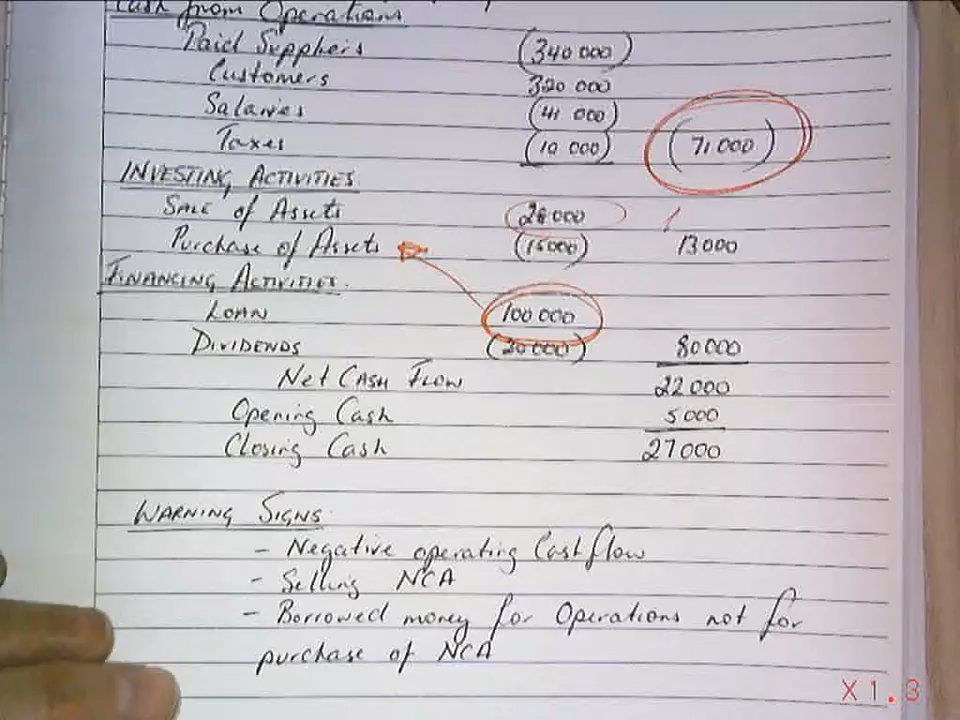 Cash from Operations
Paid Suppliers (340 000)
Customers 320 000
Salaries (41 000)
Taxes (10 000) (71 000)
INVESTING ACTIVITIES
SALE of Assets 28 000
Purchase of Assets (15 000) 13 000
FINANCING ACTIVITIES.
LOAN 100 000
DIVIDENDS (20 000) 80 000
Net CASH FLOW 22 000
Opening Cash 5 000
Closing Cash 27 000
WARNING SIGNS
- Negative operating Cash flow
- Selling NCA
- Borrowed money for Operations not for
purchase of NCA
X1.3